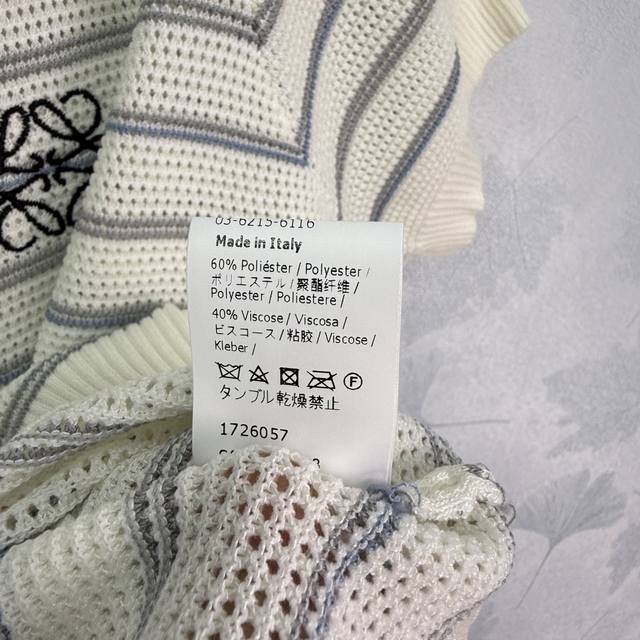 03-6215-6116
Made in Italy
60% Poliéster / Polyester /
ポリエステル / 聚酯纤维 /
Polyester / Poliestere /
40% Viscose / Viscosa /
ビスコース / 粘胶 / Viscose /
Kleber /
F
タンブル乾燥禁止
1726057